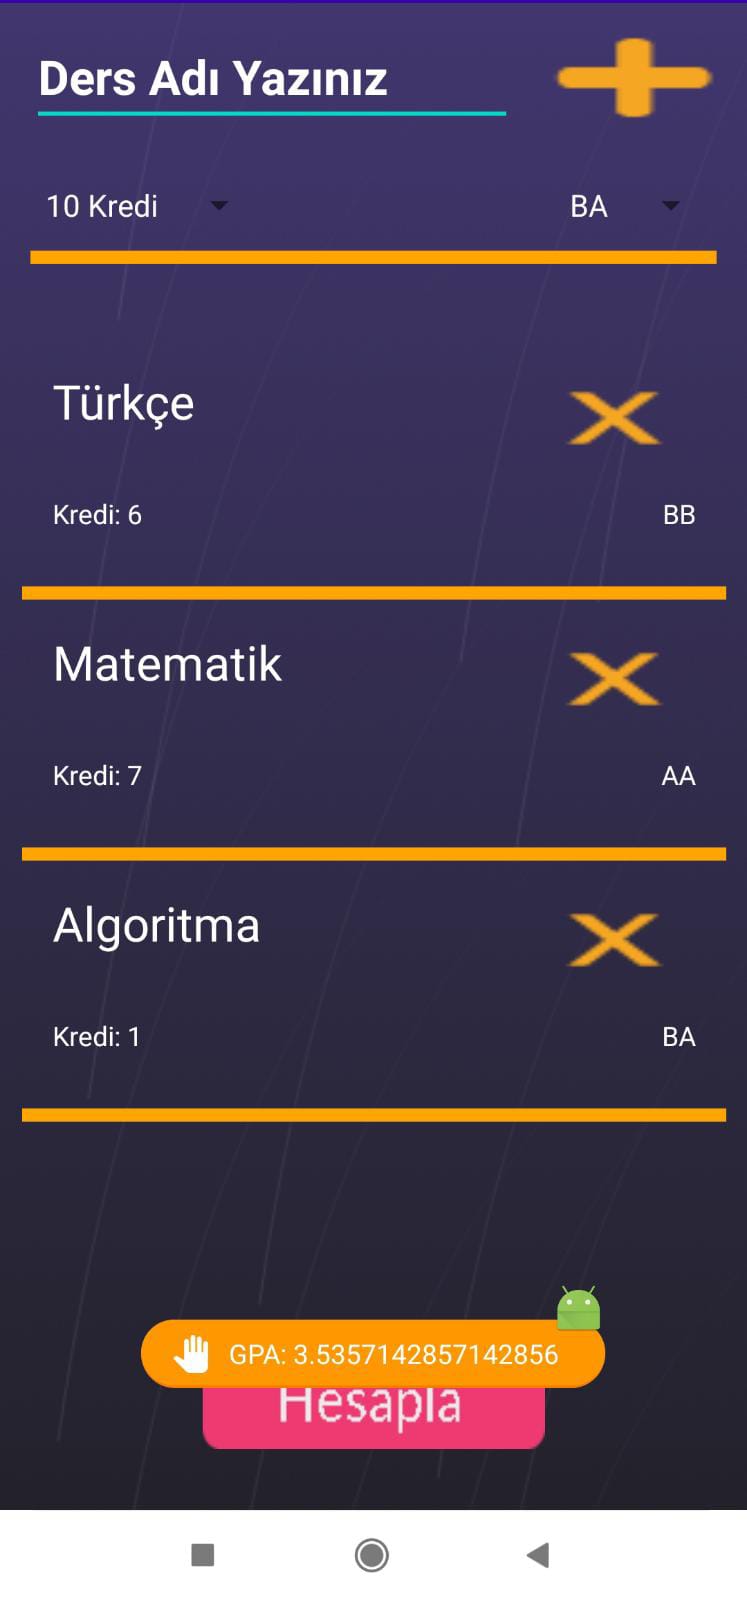 Ders Adı Yazınız
10 Kredi
BA
Türkçe
Kredi: 6
BB
Matematik
Kredi: 7
AA
Algoritma
Kredi: 1
BA
GPA: 3.5357142857142856
Hesapla